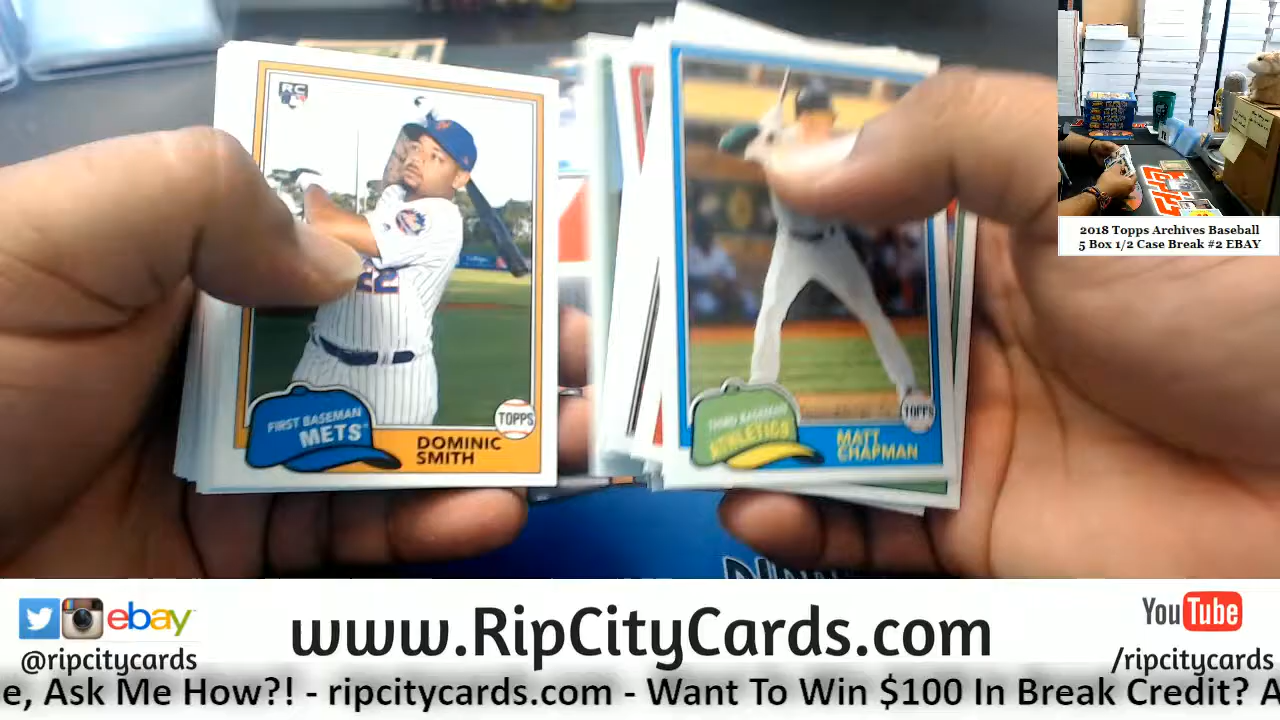 RC
22
FIRST BASEMAN
METS
TOPPS
DOMINIC
SMITH
THIRD BASEMAN
ATHLETICS
TOPPS
MATT
CHAPMAN
2018 Topps Archives Baseball
5 Box 1/2 Case Break #2 EBAY
ebay
@ripcitycards
www.RipCityCards.com
YouTube
/ripcitycards
e, Ask Me How?! - ripcitycards.com - Want To Win $100 In Break Credit? A